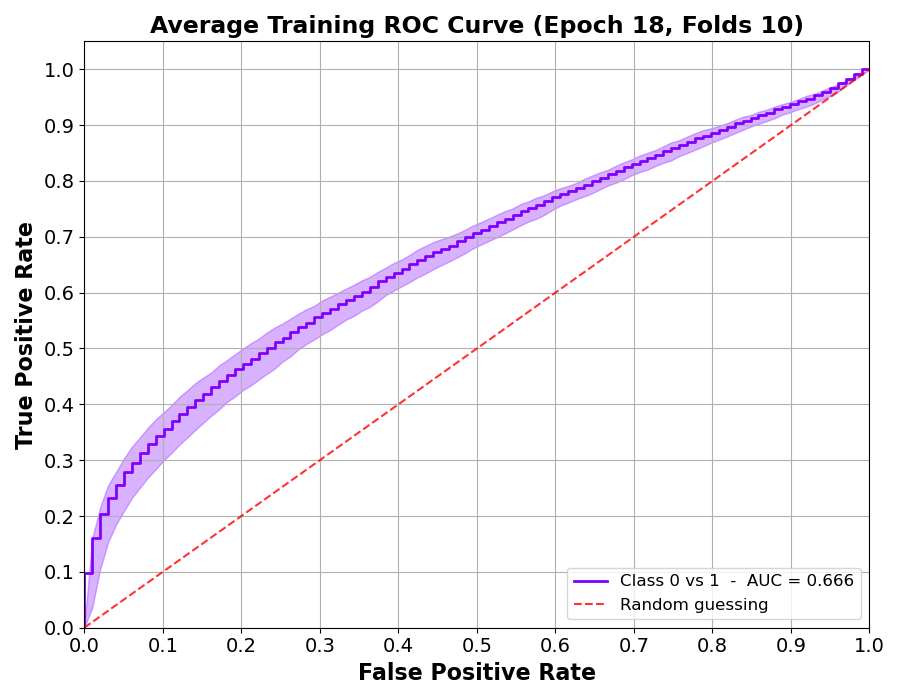 Average Training ROC Curve (Epoch 18, Folds 10)
True Positive Rate
1.0
0.9
0.8
0.7
0.6
0.5
0.4
0.3
0.2
0.1
0.0
Class 0 vs 1 - AUC = 0.666
Random guessing
0.0 0.1 0.2 0.3 0.4 0.5 0.6 0.7 0.8 0.9 1.0
False Positive Rate